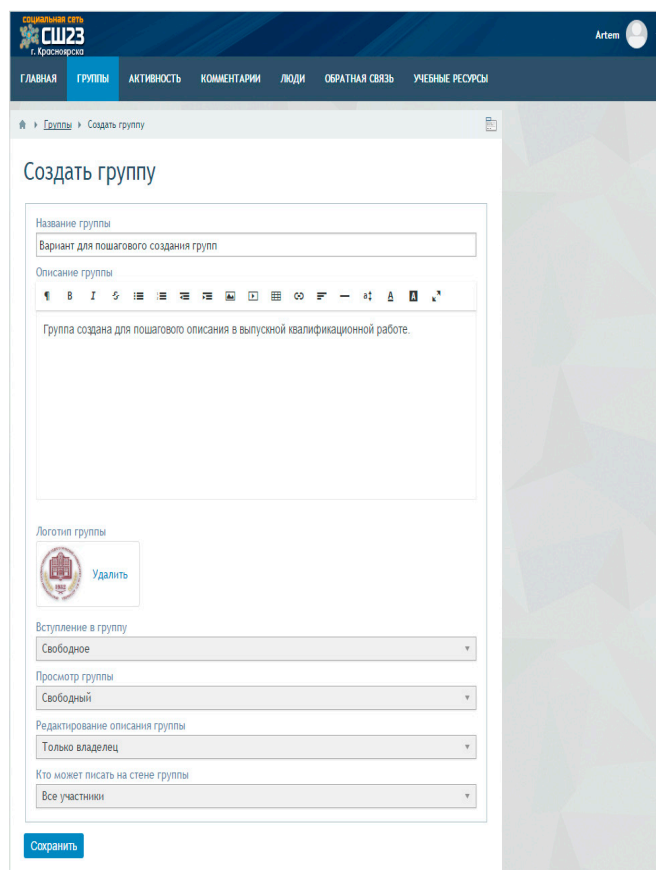 социальная сеть
СШ23
г. Красноярска
Artem
ГЛАВНАЯ ГРУППЫ АКТИВНОСТЬ КОММЕНТАРИИ ЛЮДИ ОБРАТНАЯ СВЯЗЬ УЧЕБНЫЕ РЕСУРСЫ
Группы Создать группу
Создать группу
Название группы
Вариант для пошагового создания групп
Описание группы
Группа создана для пошагового описания в выпускной квалификационной работе.
Логотип группы
1932
Удалить
Вступление в группу
Свободное
Просмотр группы
Свободный
Редактирование описания группы
Только владелец
Кто может писать на стене группы
Все участники
Сохранить